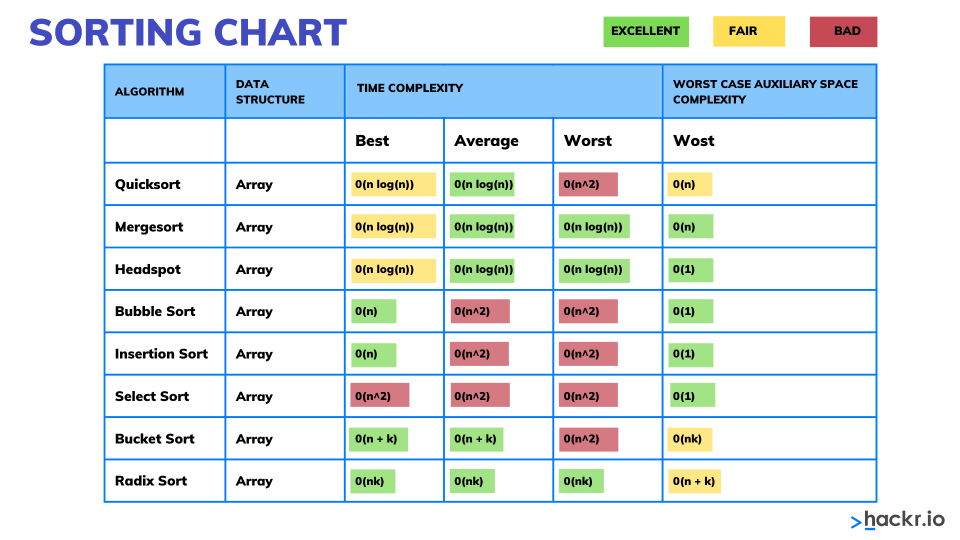 SORTING CHART
EXCELLENT FAIR BAD
ALGORITHM DATA STRUCTURE TIME COMPLEXITY WORST CASE AUXILIARY SPACE COMPLEXITY
Best Average Worst Wost
Quicksort Array 0(n log(n)) 0(n log(n)) 0(n^2) 0(n)
Mergesort Array 0(n log(n)) 0(n log(n)) 0(n log(n)) 0(n)
Headspot Array 0(n log(n)) 0(n log(n)) 0(n log(n)) 0(1)
Bubble Sort Array 0(n) 0(n^2) 0(n^2) 0(1)
Insertion Sort Array 0(n) 0(n^2) 0(n^2) 0(1)
Select Sort Array 0(n^2) 0(n^2) 0(n^2) 0(1)
Bucket Sort Array 0(n + k) 0(n + k) 0(n^2) 0(nk)
Radix Sort Array 0(nk) 0(nk) 0(nk) 0(n + k)
>hackr.io